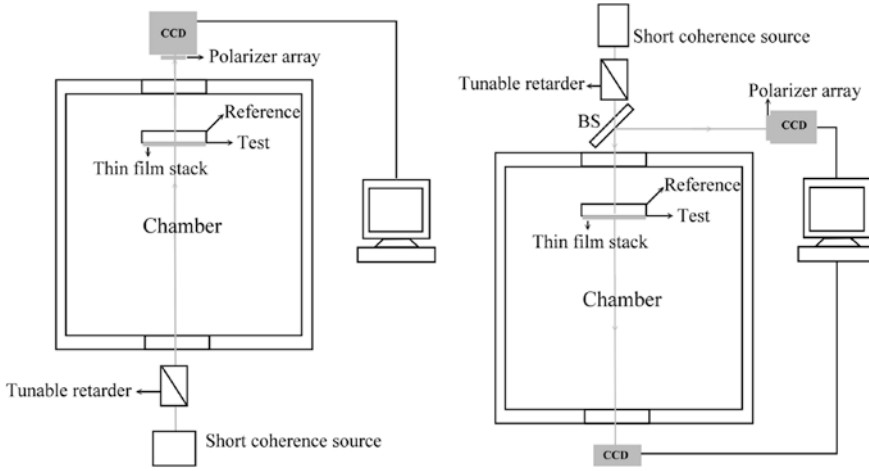 CCD
Polarizer array
Reference
Test
Thin film stack
Chamber
Tunable retarder
Short coherence source
Short coherence source
Tunable retarder
BS
Polarizer array
CCD
Reference
Test
Thin film stack
Chamber
CCD